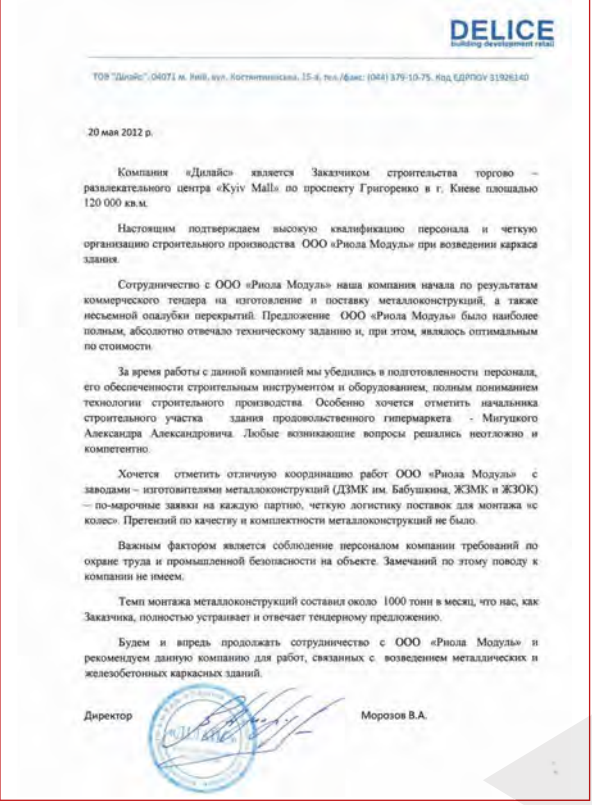 DELICE
building development retail
ТОВ "Ділайс", 04071 м. Київ, вул. Костянтинівська, 15-а, тел./факс: (044) 379-10-75. Код ЄДРПОУ 31926140
20 мая 2012 р.
Компания «Дилайс» является Заказчиком строительства торгово –
развлекательного центра «Kyiv Mall» по проспекту Григоренко в г. Киеве площадью
120 000 кв.м.
Настоящим подтверждаем высокую квалификацию персонала и четкую
организацию строительного производства ООО «Риола Модуль» при возведении каркаса
здания.
Сотрудничество с ООО «Риола Модуль» наша компания начала по результатам
коммерческого тендера на изготовление и поставку металлоконструкций, а также
несъемной опалубки перекрытий. Предложение ООО «Риола Модуль» было наиболее
полным, абсолютно отвечало техническому заданию и, при этом, являлось оптимальным
по стоимости.
За время работы с данной компанией мы убедились в подготовленности персонала,
его обеспеченности строительным инструментом и оборудованием, полным пониманием
технологии строительного производства. Особенно хочется отметить начальника
строительного участка здания продовольственного гипермаркета - Мигуцкого
Александра Александровича. Любые возникающие вопросы решались неотложно и
компетентно.
Хочется отметить отличную координацию работ ООО «Риола Модуль» с
заводами – изготовителями металлоконструкций (ДЗМК им. Бабушкина, ЖЗМК и ЖЗОК)
– по-марочные заявки на каждую партию, четкую логистику поставок для монтажа «с
колес». Претензий по качеству и комплектности металлоконструкций не было.
Важным фактором является соблюдение персоналом компании требований по
охране труда и промышленной безопасности на объекте. Замечаний по этому поводу к
компании не имеем.
Темп монтажа металлоконструкций составил около 1000 тонн в месяц, что нас, как
Заказчика, полностью устраивает и отвечает тендерному предложению.
Будем и впредь продолжать сотрудничество с ООО «Риола Модуль» и
рекомендуем данную компанию для работ, связанных с возведением металлических и
железобетонных каркасных зданий.
Директор Морозов В.А.
«ДІЛАЙС»